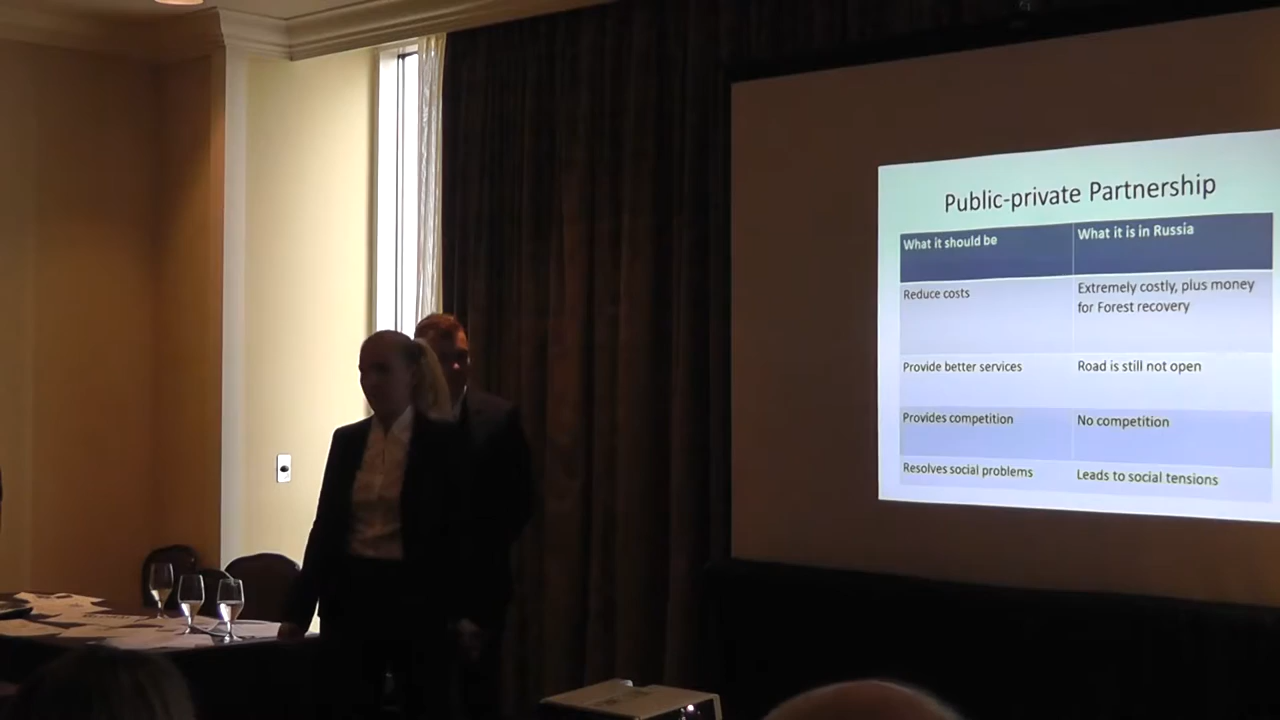 Public-private Partnership
What it should be
What it is in Russia
Reduce costs
Extremely costly, plus money
for Forest recovery
Provide better services
Road is still not open
Provides competition
No competition
Resolves social problems
Leads to social tensions